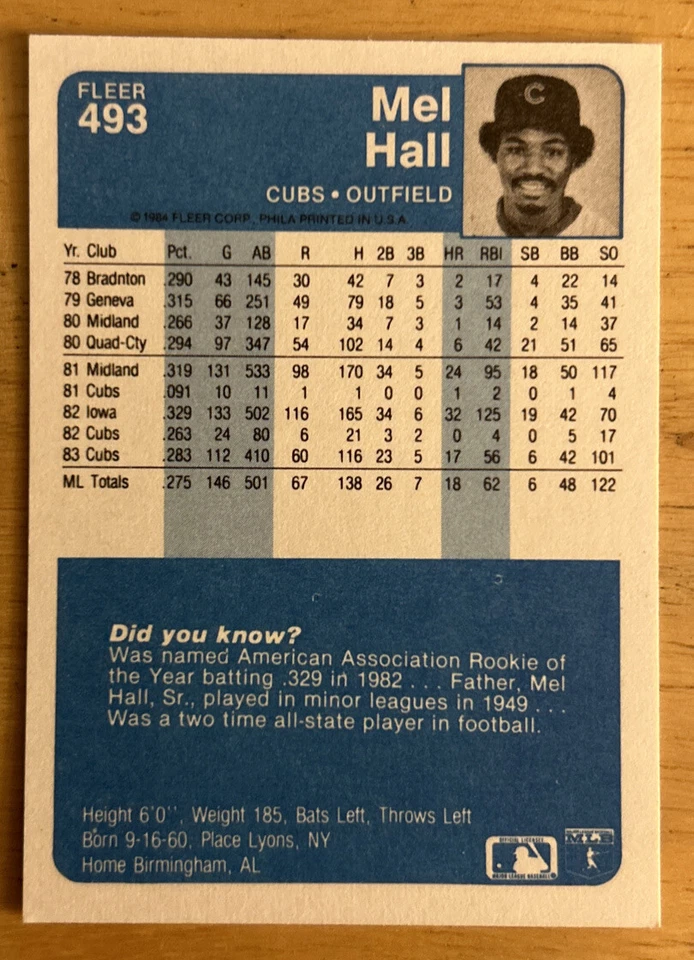 FLEER
493
Mel
Hall
C
CUBS • OUTFIELD
© 1984 FLEER CORP., PHILA PRINTED IN U.S.A.
Yr. Club Pct. G AB R H 2B 3B HR RBI SB BB SO
78 Bradnton .290 43 145 30 42 7 3 2 17 4 22 14
79 Geneva .315 66 251 49 79 18 5 3 53 4 35 41
80 Midland .266 37 128 17 34 7 3 1 14 2 14 37
80 Quad-Cty .294 97 347 54 102 14 4 6 42 21 51 65
81 Midland .319 131 533 98 170 34 5 24 95 18 50 117
81 Cubs .091 10 11 1 1 0 0 1 2 0 1 4
82 Iowa .329 133 502 116 165 34 6 32 125 19 42 70
82 Cubs .263 24 80 6 21 3 2 0 4 0 5 17
83 Cubs .283 112 410 60 116 23 5 17 56 6 42 101
ML Totals .275 146 501 67 138 26 7 18 62 6 48 122
Did you know?
Was named American Association Rookie of
the Year batting .329 in 1982 . . . Father, Mel
Hall, Sr., played in minor leagues in 1949 . . .
Was a two time all-state player in football.
Height 6'0'', Weight 185, Bats Left, Throws Left
Born 9-16-60, Place Lyons, NY
Home Birmingham, AL
OFFICIAL LICENSEE
MAJOR LEAGUE BASEBALL